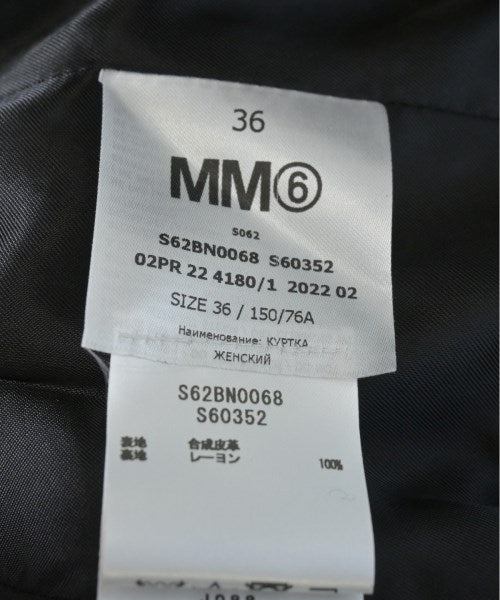 36
MM⑥
S062
S62BN0068 S60352
02PR 22 4180/1 2022 02
SIZE 36 / 150/76A
Наименование: КУРТКА
ЖЕНСКИЙ
S62BN0068
S60352
表地 合成皮革
裏地 レーヨン 100%